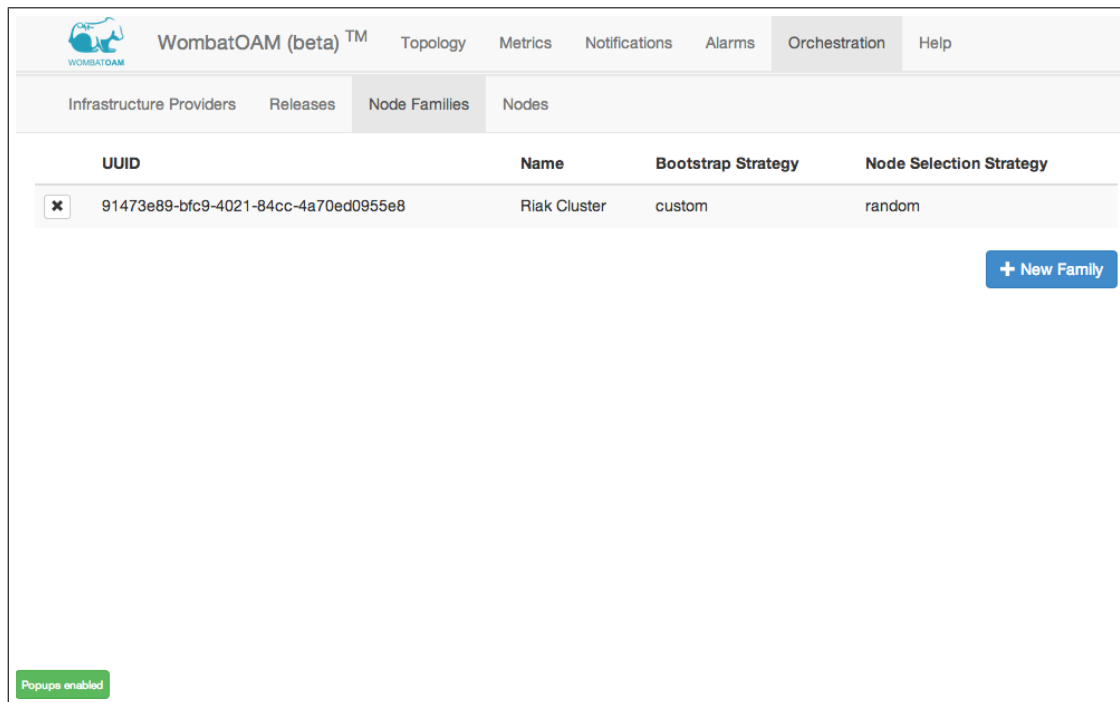 WombatOAM (beta) TM Topology Metrics Notifications Alarms Orchestration Help
WOMBATOAM
Infrastructure Providers Releases Node Families Nodes
UUID Name Bootstrap Strategy Node Selection Strategy
91473e89-bfc9-4021-84cc-4a70ed0955e8 Riak Cluster custom random
New Family
Popups enabled